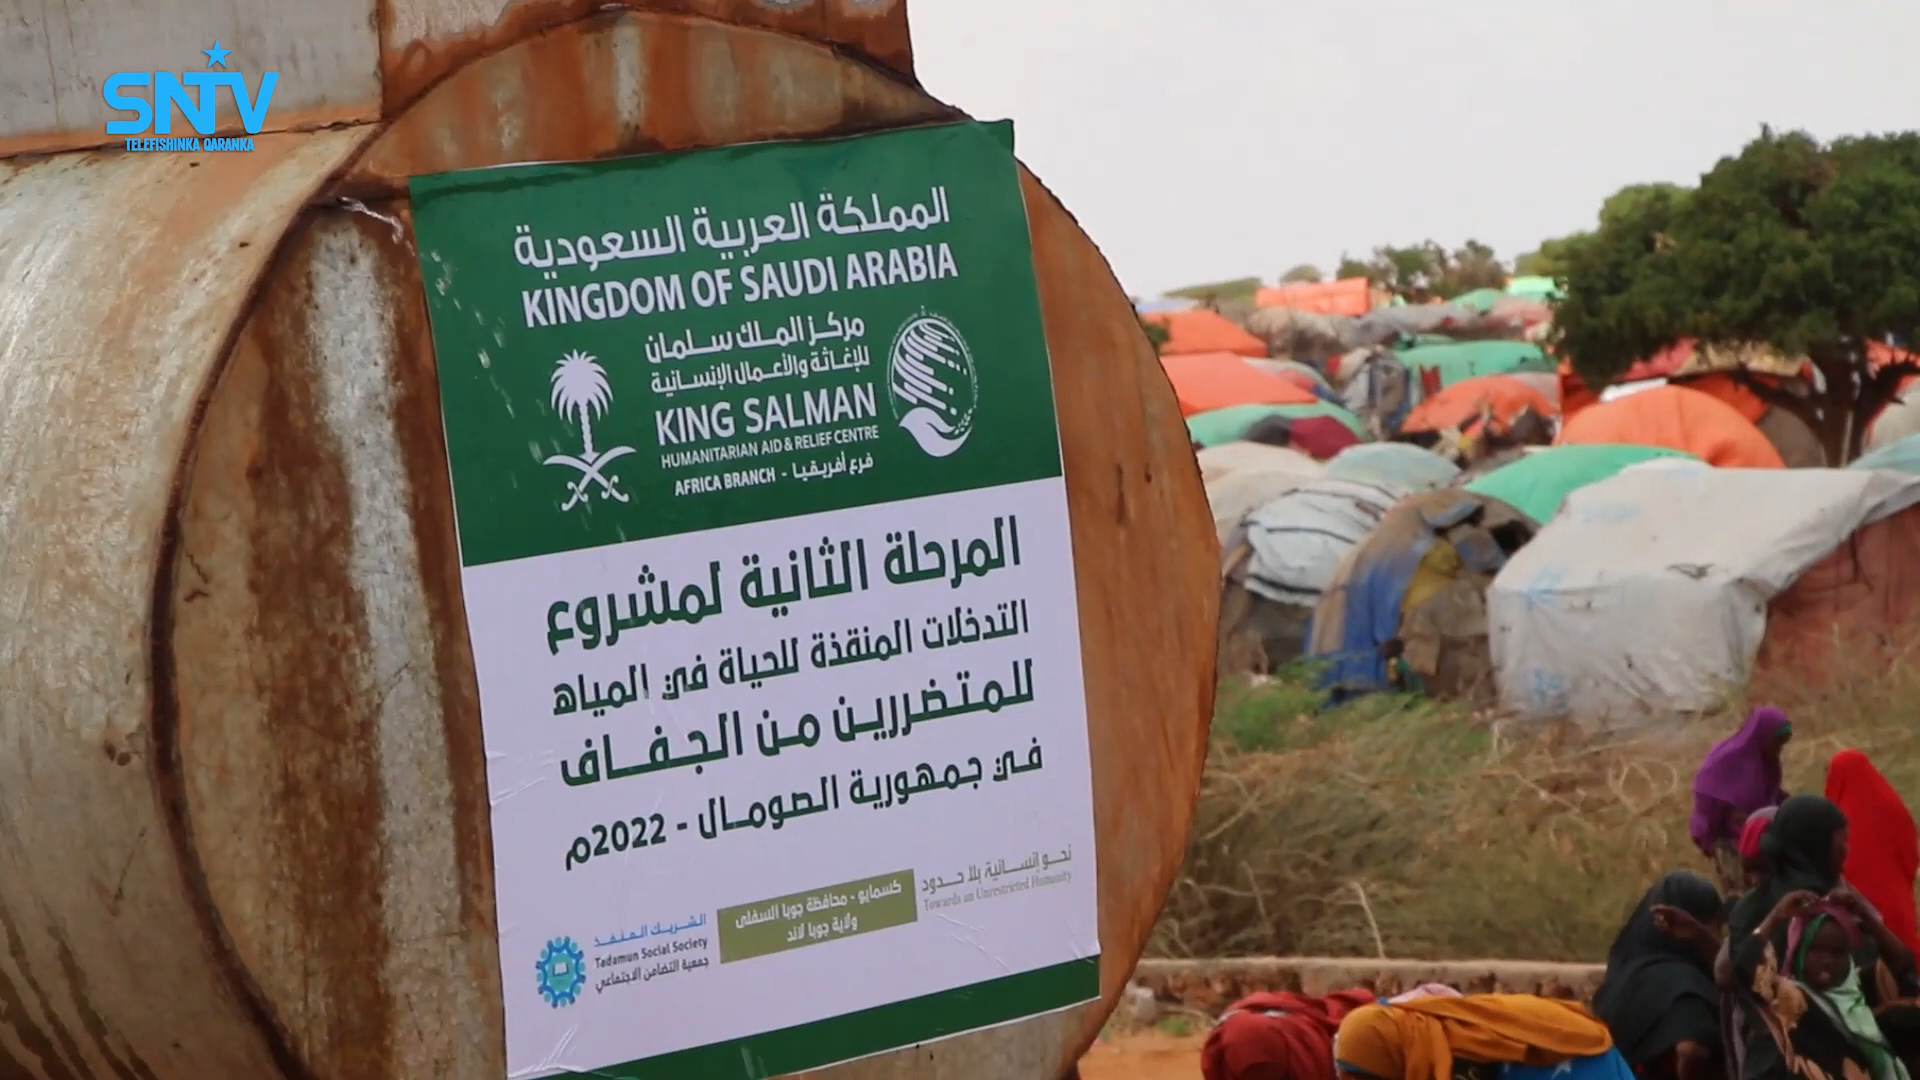 SNTV
TELEFISHINKA QARANKA
المملكة العربية السعودية
KINGDOM OF SAUDI ARABIA
مركز الملك سلمان
للإغاثة والأعمال الإنسانية
KING SALMAN
HUMANITARIAN AID & RELIEF CENTRE
AFRICA BRANCH - فرع أفريقيا
المرحلة الثانية لمشروع
التدخلات المنقذة للحياة في المياه
للمتضررين من الجفاف
في جمهورية الصومال - 2022م
نحو إنسانية بلا حدود
Towards an Unrestricted Humanity
كسمايو - محافظة جوبا السفلى
ولاية جوبا لاند
الشريك المنفذ
Tadamun Social Society
جمعية التضامن الاجتماعي